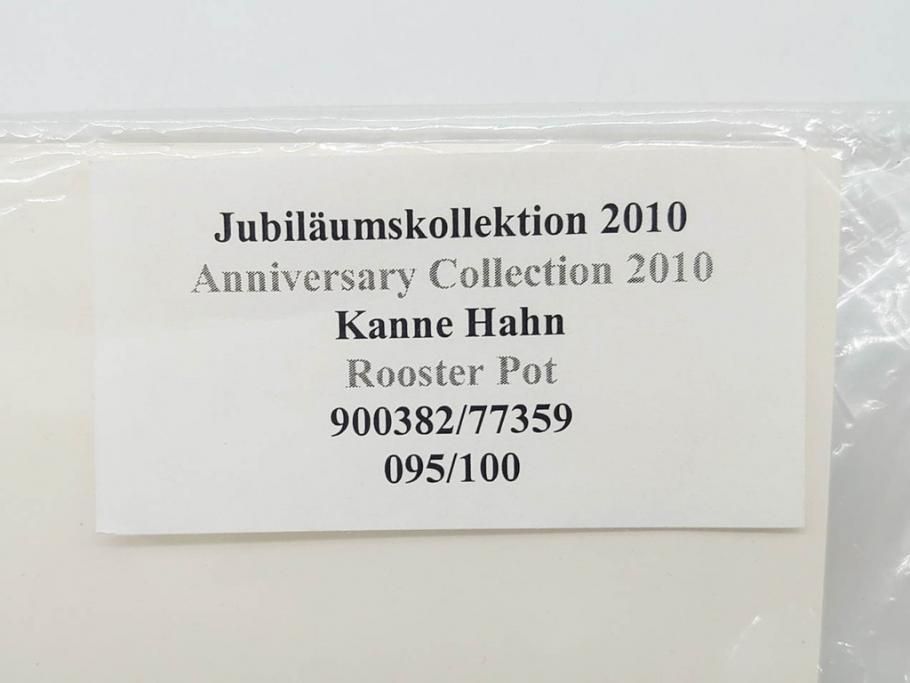 Jubiläumskollektion 2010
Anniversary Collection 2010
Kanne Hahn
Rooster Pot
900382/77359
095/100